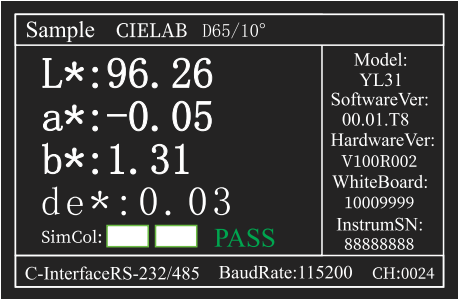 Sample CIELAB D65/10°
L*:96.26
a*:-0.05
b*:1.31
de*:0.03
SimCol: PASS
Model:
YL31
SoftwareVer:
00.01.T8
HardwareVer:
V100R002
WhiteBoard:
10009999
InstrumSN:
88888888
C-InterfaceRS-232/485 BaudRate:115200 CH:0024